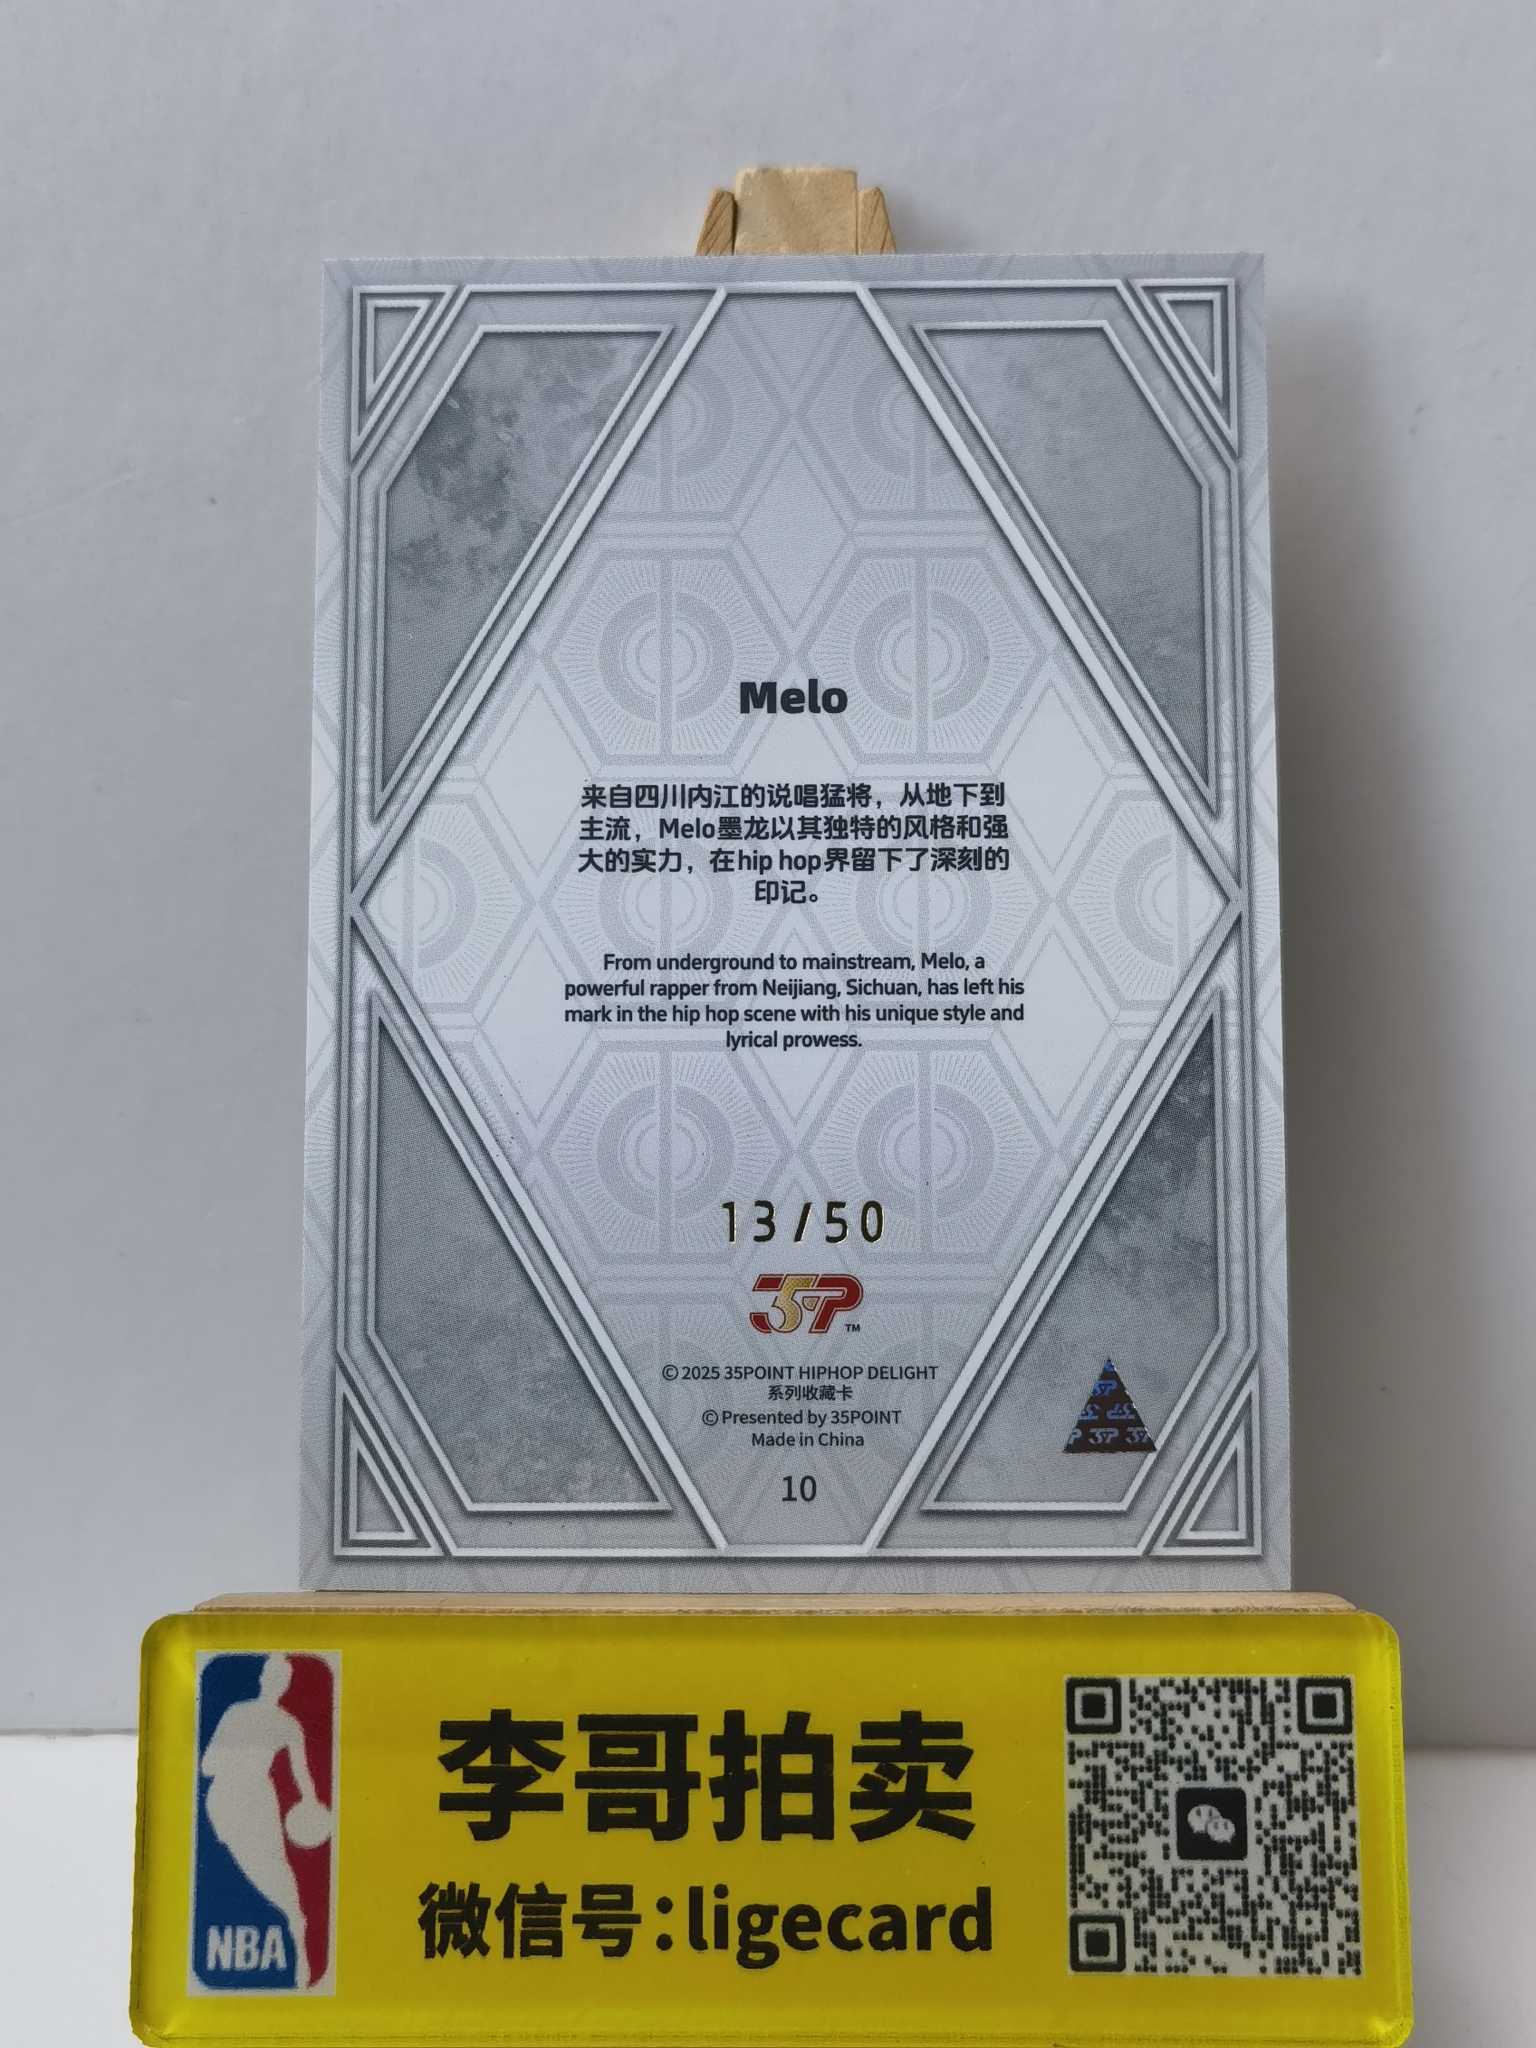 Melo
来自四川内江的说唱猛将，从地下到
主流，Melo墨龙以其独特的风格和强
大的实力，在hip hop界留下了深刻的
印记。
From underground to mainstream, Melo, a
powerful rapper from Neijiang, Sichuan, has left his
mark in the hip hop scene with his unique style and
lyrical prowess.
13/50
35P™
© 2025 35POINT HIPHOP DELIGHT
系列收藏卡
© Presented by 35POINT
Made in China
10
李哥拍卖
微信号:ligecard
NBA